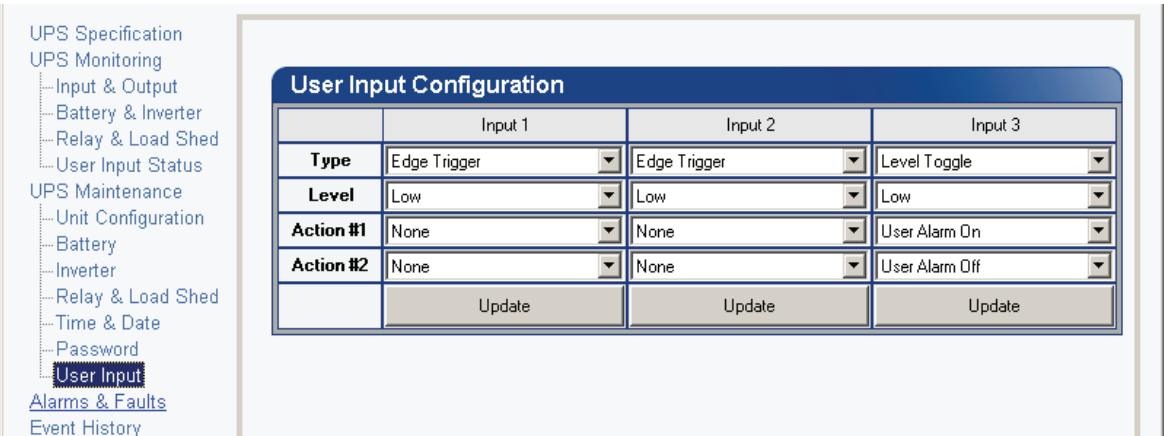 UPS Specification
UPS Monitoring
Input & Output
Battery & Inverter
Relay & Load Shed
User Input Status
UPS Maintenance
Unit Configuration
Battery
Inverter
Relay & Load Shed
Time & Date
Password
User Input
Alarms & Faults
Event History
User Input Configuration
Input 1 Input 2 Input 3
Type Edge Trigger Edge Trigger Level Toggle
Level Low Low Low
Action #1 None None User Alarm On
Action #2 None None User Alarm Off
Update Update Update